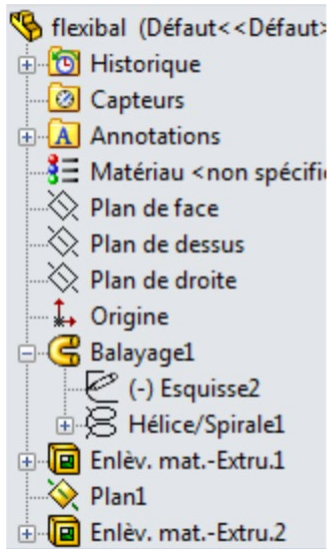 flexibal (Défaut<<Défaut>
Historique
Capteurs
Annotations
Matériau <non spécifi
Plan de face
Plan de dessus
Plan de droite
Origine
Balayage1
(-) Esquisse2
Hélice/Spirale1
Enlèv. mat.-Extru.1
Plan1
Enlèv. mat.-Extru.2